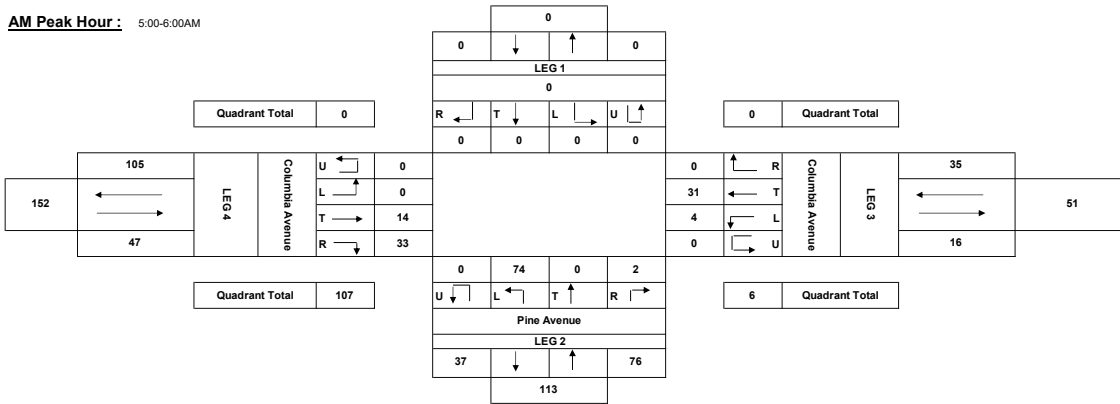 AM Peak Hour : 5:00-6:00AM
0
0 0
LEG 1
0
Quadrant Total 0
R T L U
0 Quadrant Total
0 0 0 0
105
152
47
LEG 4
Columbia Avenue
U 0
L 0
T 14
R 33
0 R
31 T
4 L
0 U
Columbia Avenue
LEG 3
35
51
16
0 74 0 2
Quadrant Total 107
U L T R
6 Quadrant Total
Pine Avenue
LEG 2
37 76
113